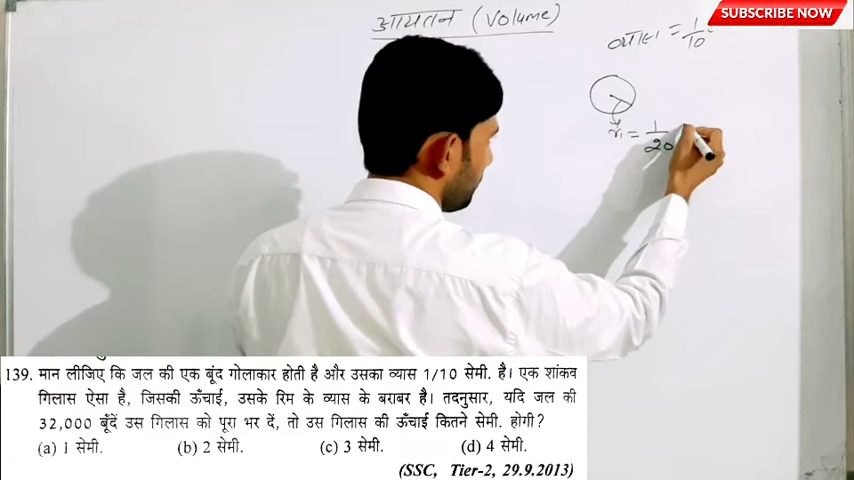 SUBSCRIBE NOW
आयतन (Volume)
व्यास = 1/10
r₁ = 1/20
139. मान लीजिए कि जल की एक बूंद गोलाकार होती है और उसका व्यास 1/10 सेमी. है। एक शांकव
गिलास ऐसा है, जिसकी ऊँचाई, उसके रिम के व्यास के बराबर है। तदनुसार, यदि जल की
32,000 बूँदें उस गिलास को पूरा भर दें, तो उस गिलास की ऊँचाई कितने सेमी. होगी?
(a) 1 सेमी. (b) 2 सेमी. (c) 3 सेमी. (d) 4 सेमी.
(SSC, Tier-2, 29.9.2013)